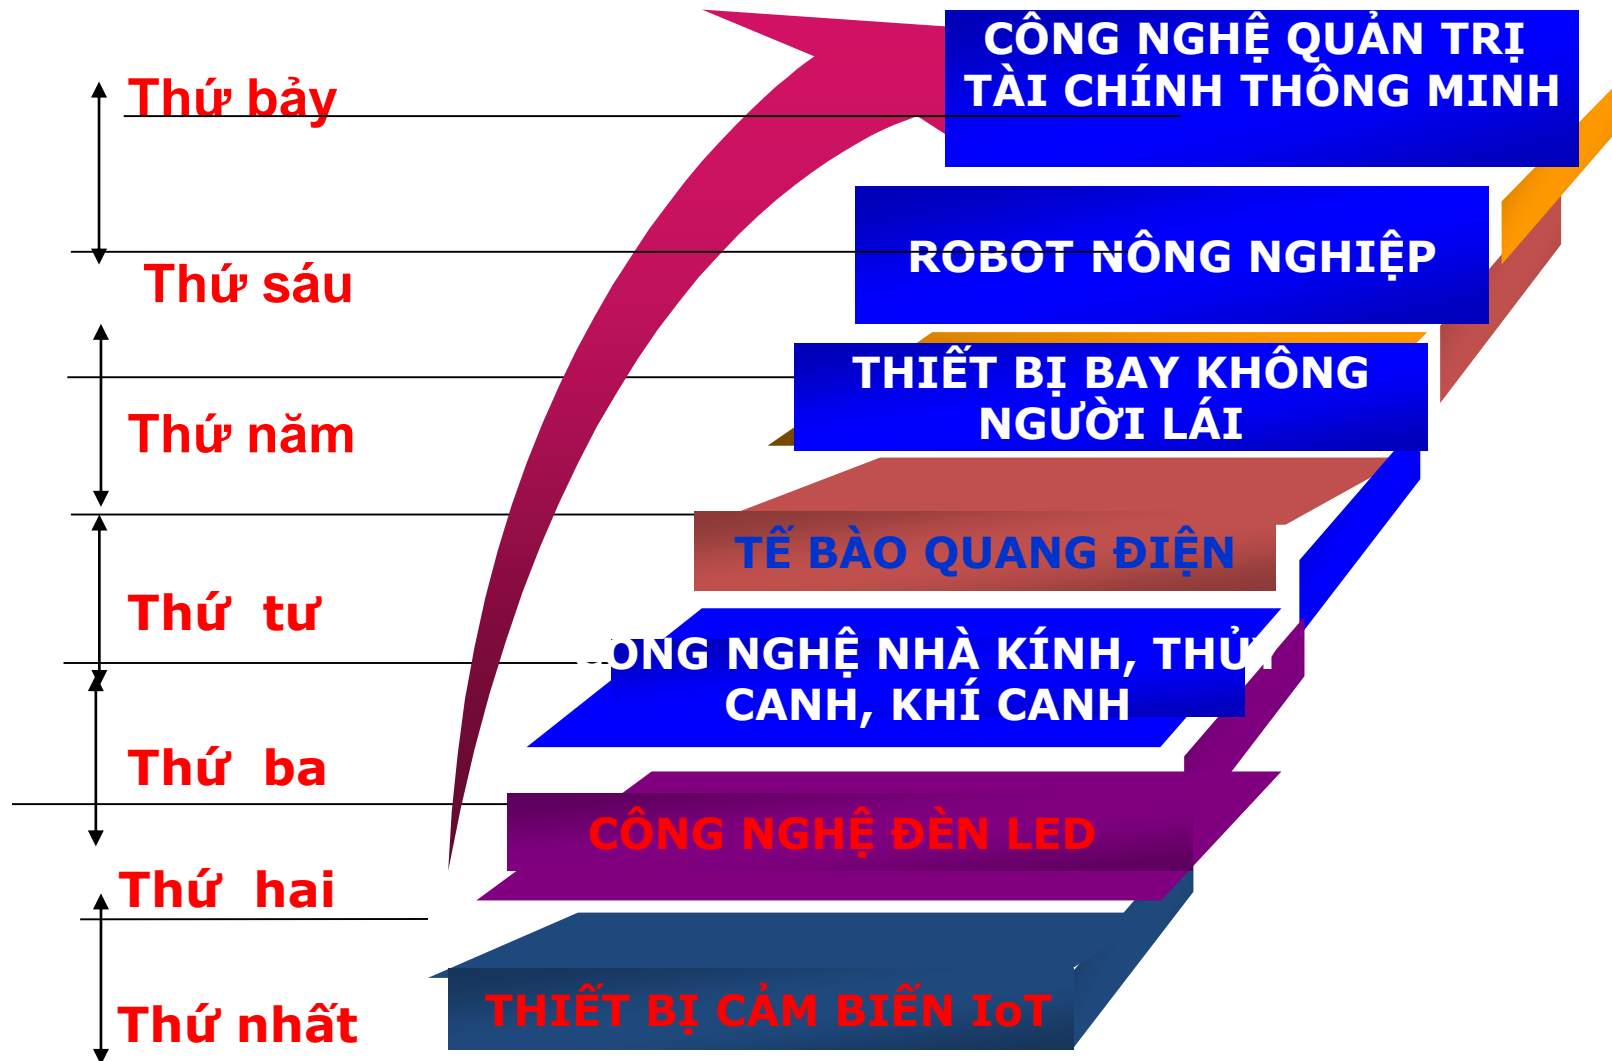 CÔNG NGHỆ QUẢN TRỊ
TÀI CHÍNH THÔNG MINH
Thứ bảy
ROBOT NÔNG NGHIỆP
Thứ sáu
THIẾT BỊ BAY KHÔNG
NGƯỜI LÁI
Thứ năm
TẾ BÀO QUANG ĐIỆN
Thứ tư
CÔNG NGHỆ NHÀ KÍNH, THỦY
CANH, KHÍ CANH
Thứ ba
CÔNG NGHỆ ĐÈN LED
Thứ hai
THIẾT BỊ CẢM BIẾN IoT
Thứ nhất